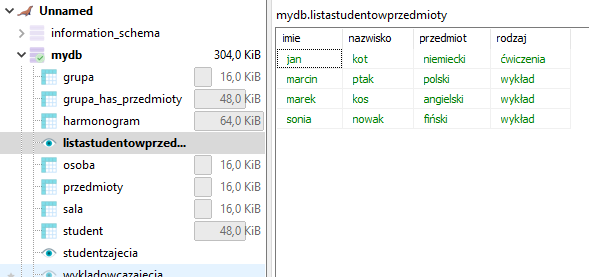 Unnamed
information_schema
mydb 304,0 KiB
grupa 16,0 KiB
grupa_has_przedmioty 48,0 KiB
harmonogram 64,0 KiB
listastudentowprzed...
osoba 16,0 KiB
przedmioty 16,0 KiB
sala 16,0 KiB
student 48,0 KiB
studentzajecia
wykladowcazajecia
mydb.listastudentowprzedmioty
imie nazwisko przedmiot rodzaj
jan kot niemiecki ćwiczenia
marcin ptak polski wykład
marek kos angielski wykład
sonia nowak fiński wykład